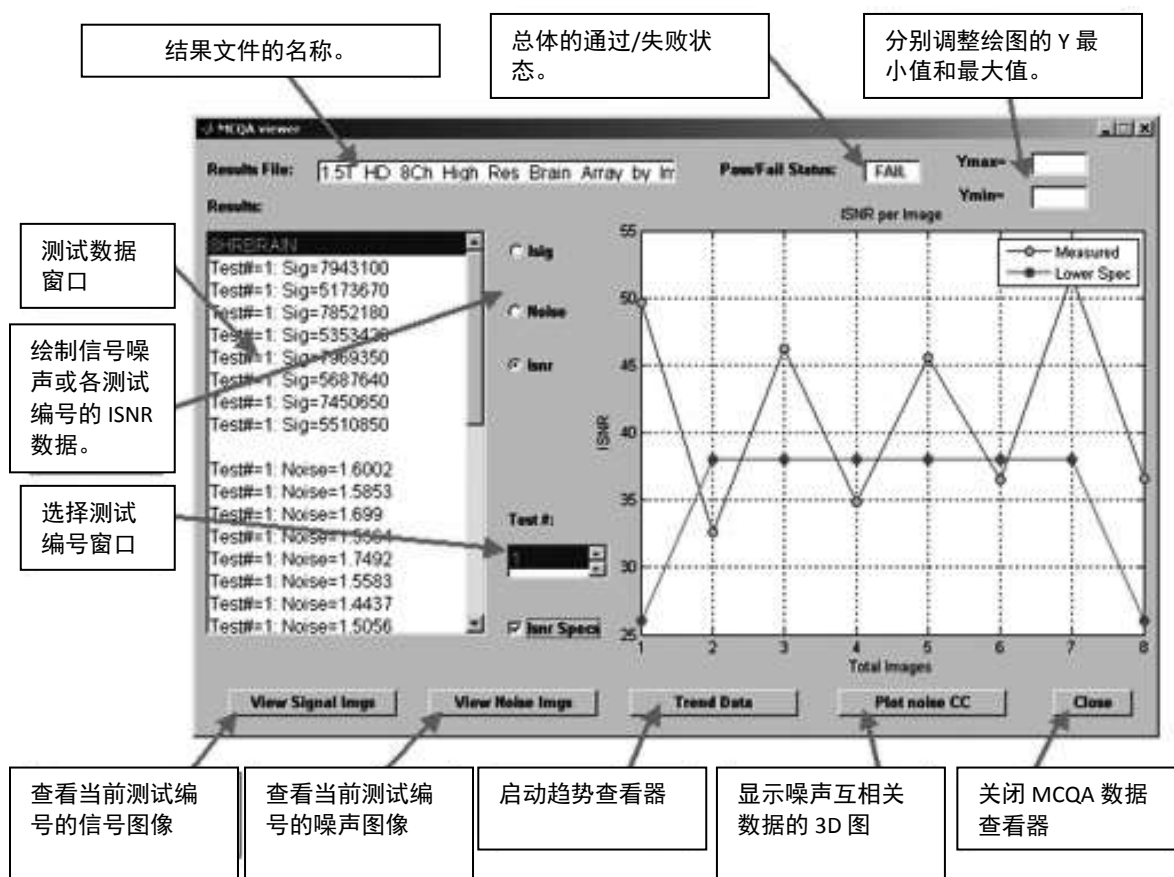 结果文件的名称。
总体的通过/失败状
态。
分别调整绘图的 Y 最
小值和最大值。
MCQA viewer
Results File:
1.5T HD 8Ch High Res Brain Array by Im
Pass/Fail Status:
FAIL
Ymax=
Ymin=
Results:
测试数据
窗口
绘制信号噪
声或各测试
编号的 ISNR
数据。
选择测试
编号窗口
8HRBRAIN
Test#=1: Sig=7943100
Test#=1: Sig=5173670
Test#=1: Sig=7852180
Test#=1: Sig=5353420
Test#=1: Sig=7969350
Test#=1: Sig=5687640
Test#=1: Sig=7450650
Test#=1: Sig=5510850
Test#=1: Noise=1.6002
Test#=1: Noise=1.5853
Test#=1: Noise=1.699
Test#=1:
Test#=1: Noise=1.7492
Test#=1: Noise=1.5583
Test#=1: Noise=1.4437
Test#=1: Noise=1.5056
Isig
Noise
Isnr
Test #:
1
Isnr Specs
ISNR per Image
Measured
Lower Spec
ISNR
55
50
45
40
35
30
25
1 2 3 4 5 6 7 8
Total Images
View Signal Imgs
View Noise Imgs
Trend Data
Plot noise CC
Close
查看当前测试编
号的信号图像
查看当前测试编
号的噪声图像
启动趋势查看器
显示噪声互相关
数据的 3D 图
关闭 MCQA 数据
查看器